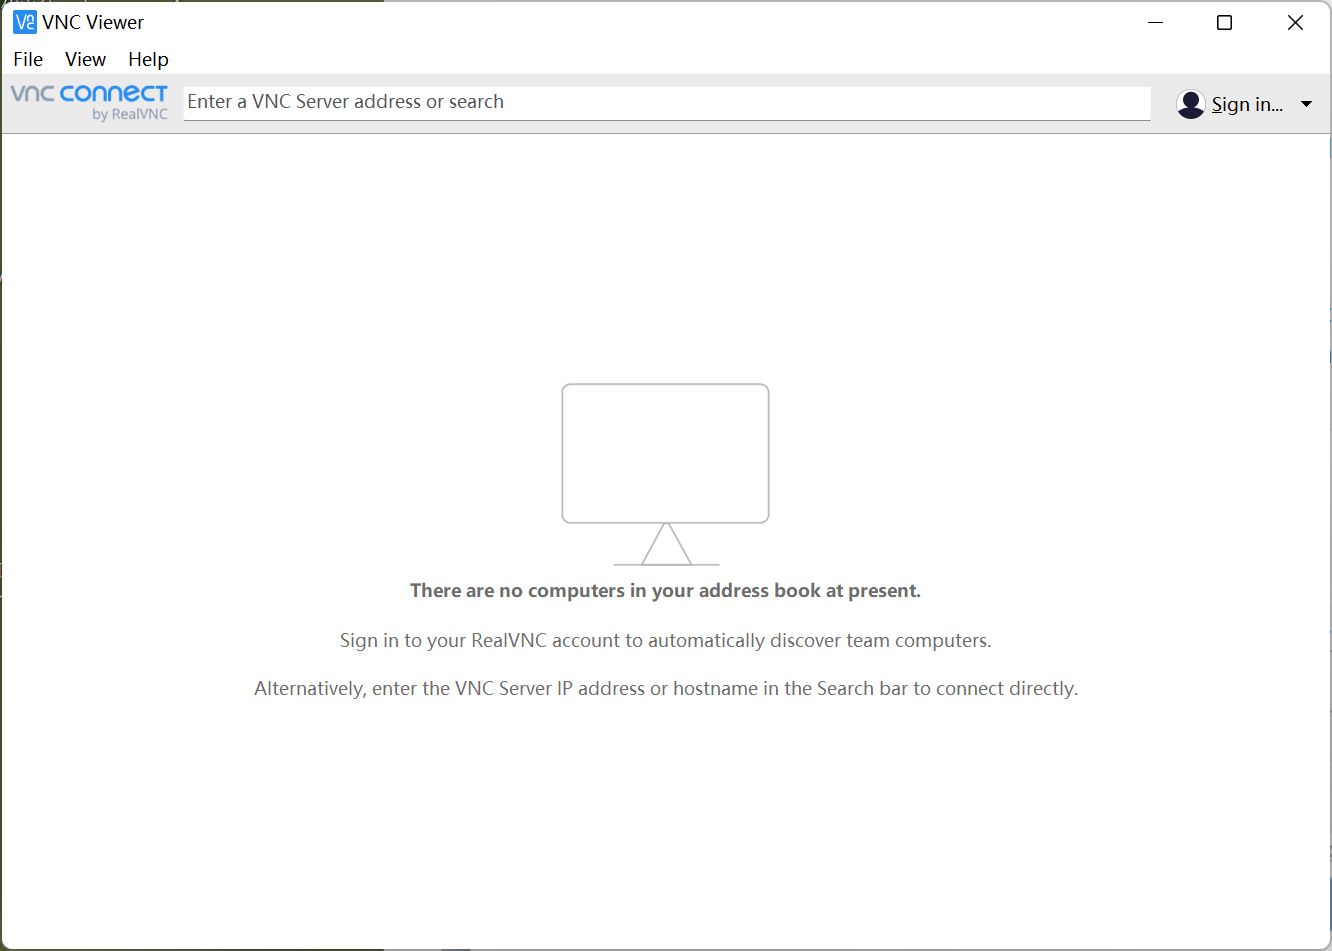 VNC Viewer
File View Help
vnc connect
by RealVNC
Enter a VNC Server address or search
Sign in...
There are no computers in your address book at present.
Sign in to your RealVNC account to automatically discover team computers.
Alternatively, enter the VNC Server IP address or hostname in the Search bar to connect directly.